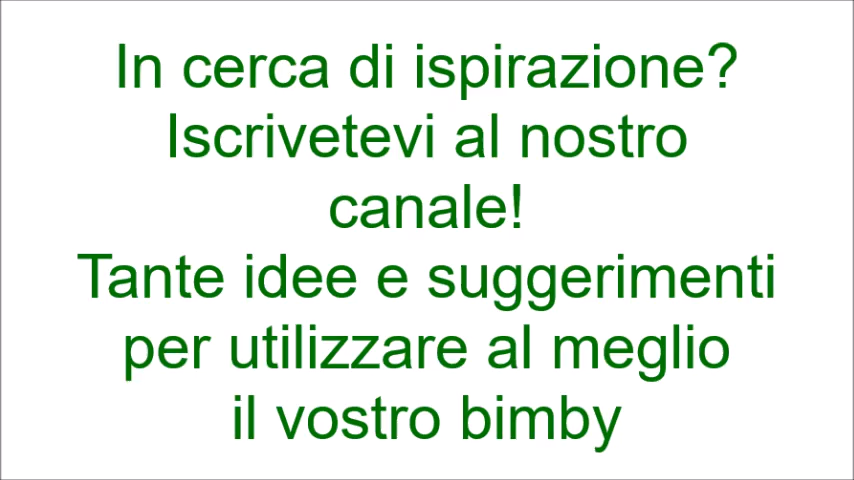 In cerca di ispirazione?
Iscrivetevi al nostro
canale!
Tante idee e suggerimenti
per utilizzare al meglio
il vostro bimby